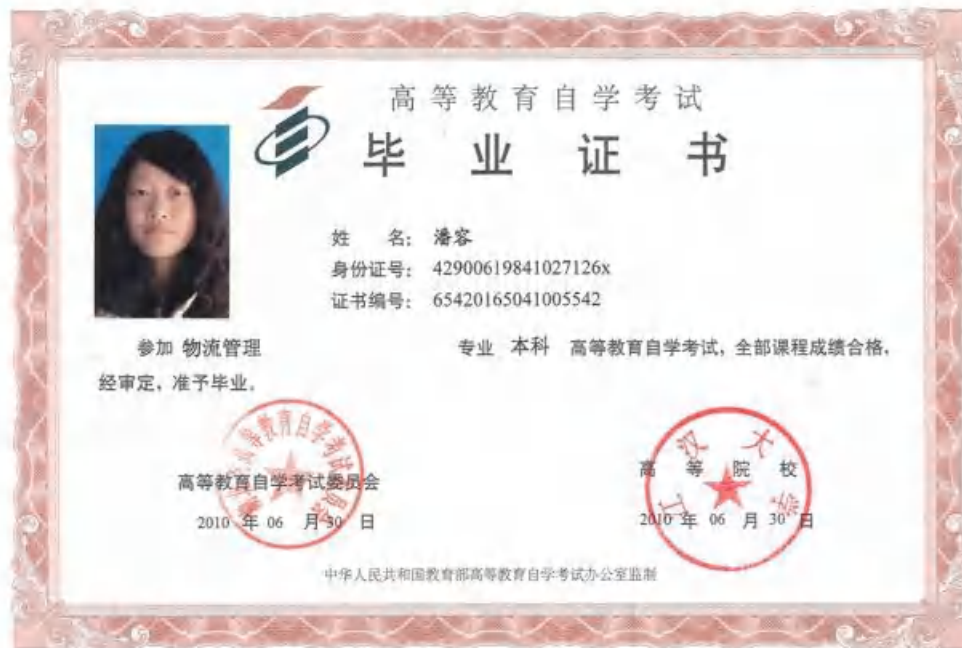 高等教育自学考试
毕业证书
姓 名: 潘容
身份证号: 42900619841027126x
证书编号: 65420165041005542
参加 物流管理 专业 本科 高等教育自学考试, 全部课程成绩合格,
经审定, 准予毕业。
高等教育自学考试委员会
2010 年 06 月 30 日
高等院校
江汉大学
2010 年 06 月 30 日
中华人民共和国教育部高等教育自学考试办公室监制